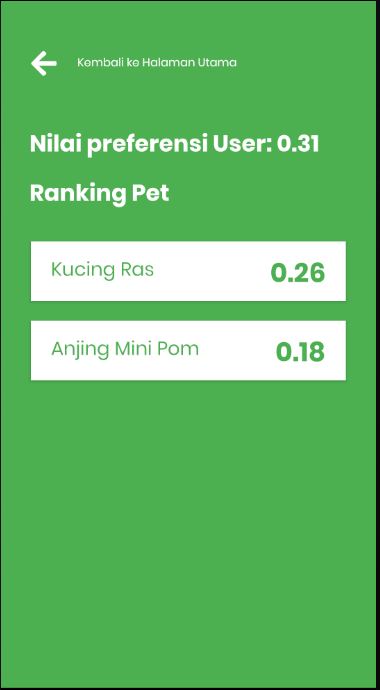 Kembali ke Halaman Utama
Nilai preferensi User: 0.31
Ranking Pet
Kucing Ras 0.26
Anjing Mini Pom 0.18